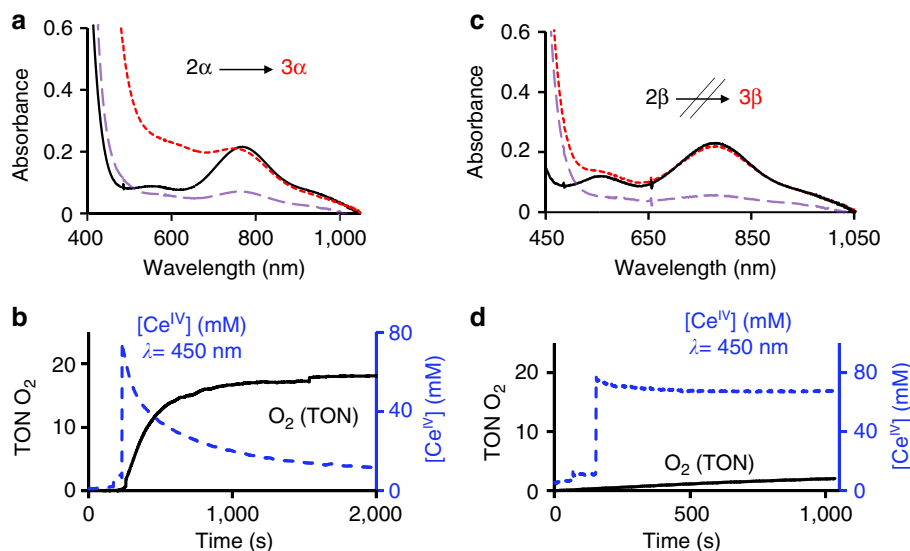 a
0.6
0.4
0.2
0
Absorbance
2α
3α
400
600
800
1,000
Wavelength (nm)
c
0.6
0.4
0.2
0
Absorbance
2β
3β
450
650
850
1,050
Wavelength (nm)
b
[Ce^IV] (mM)
λ= 450 nm
20
10
0
TON O₂
O₂ (TON)
80
40
0
[Ce^IV] (mM)
0
1,000
2,000
Time (s)
d
[Ce^IV] (mM)
λ= 450 nm
20
10
0
TON O₂
O₂ (TON)
80
40
0
[Ce^IV] (mM)
0
500
1,000
Time (s)